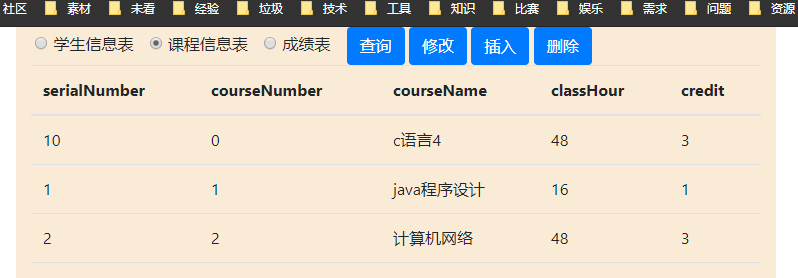 社区 素材 未看 经验 垃圾 技术 工具 知识 比赛 娱乐 需求 问题 资源
学生信息表 课程信息表 成绩表 查询 修改 插入 删除
serialNumber courseNumber courseName classHour credit
10 0 c语言4 48 3
1 1 java程序设计 16 1
2 2 计算机网络 48 3